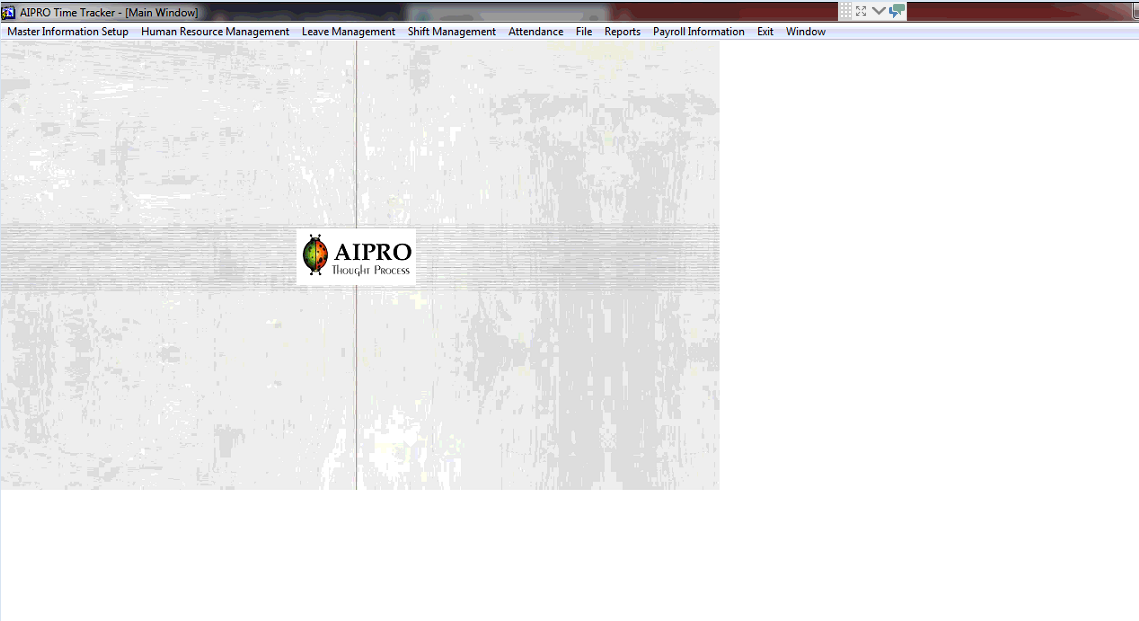 AIPRO Time Tracker - [Main Window]
Master Information Setup Human Resource Management Leave Management Shift Management Attendance File Reports Payroll Information Exit Window
AIPRO
Thought Process